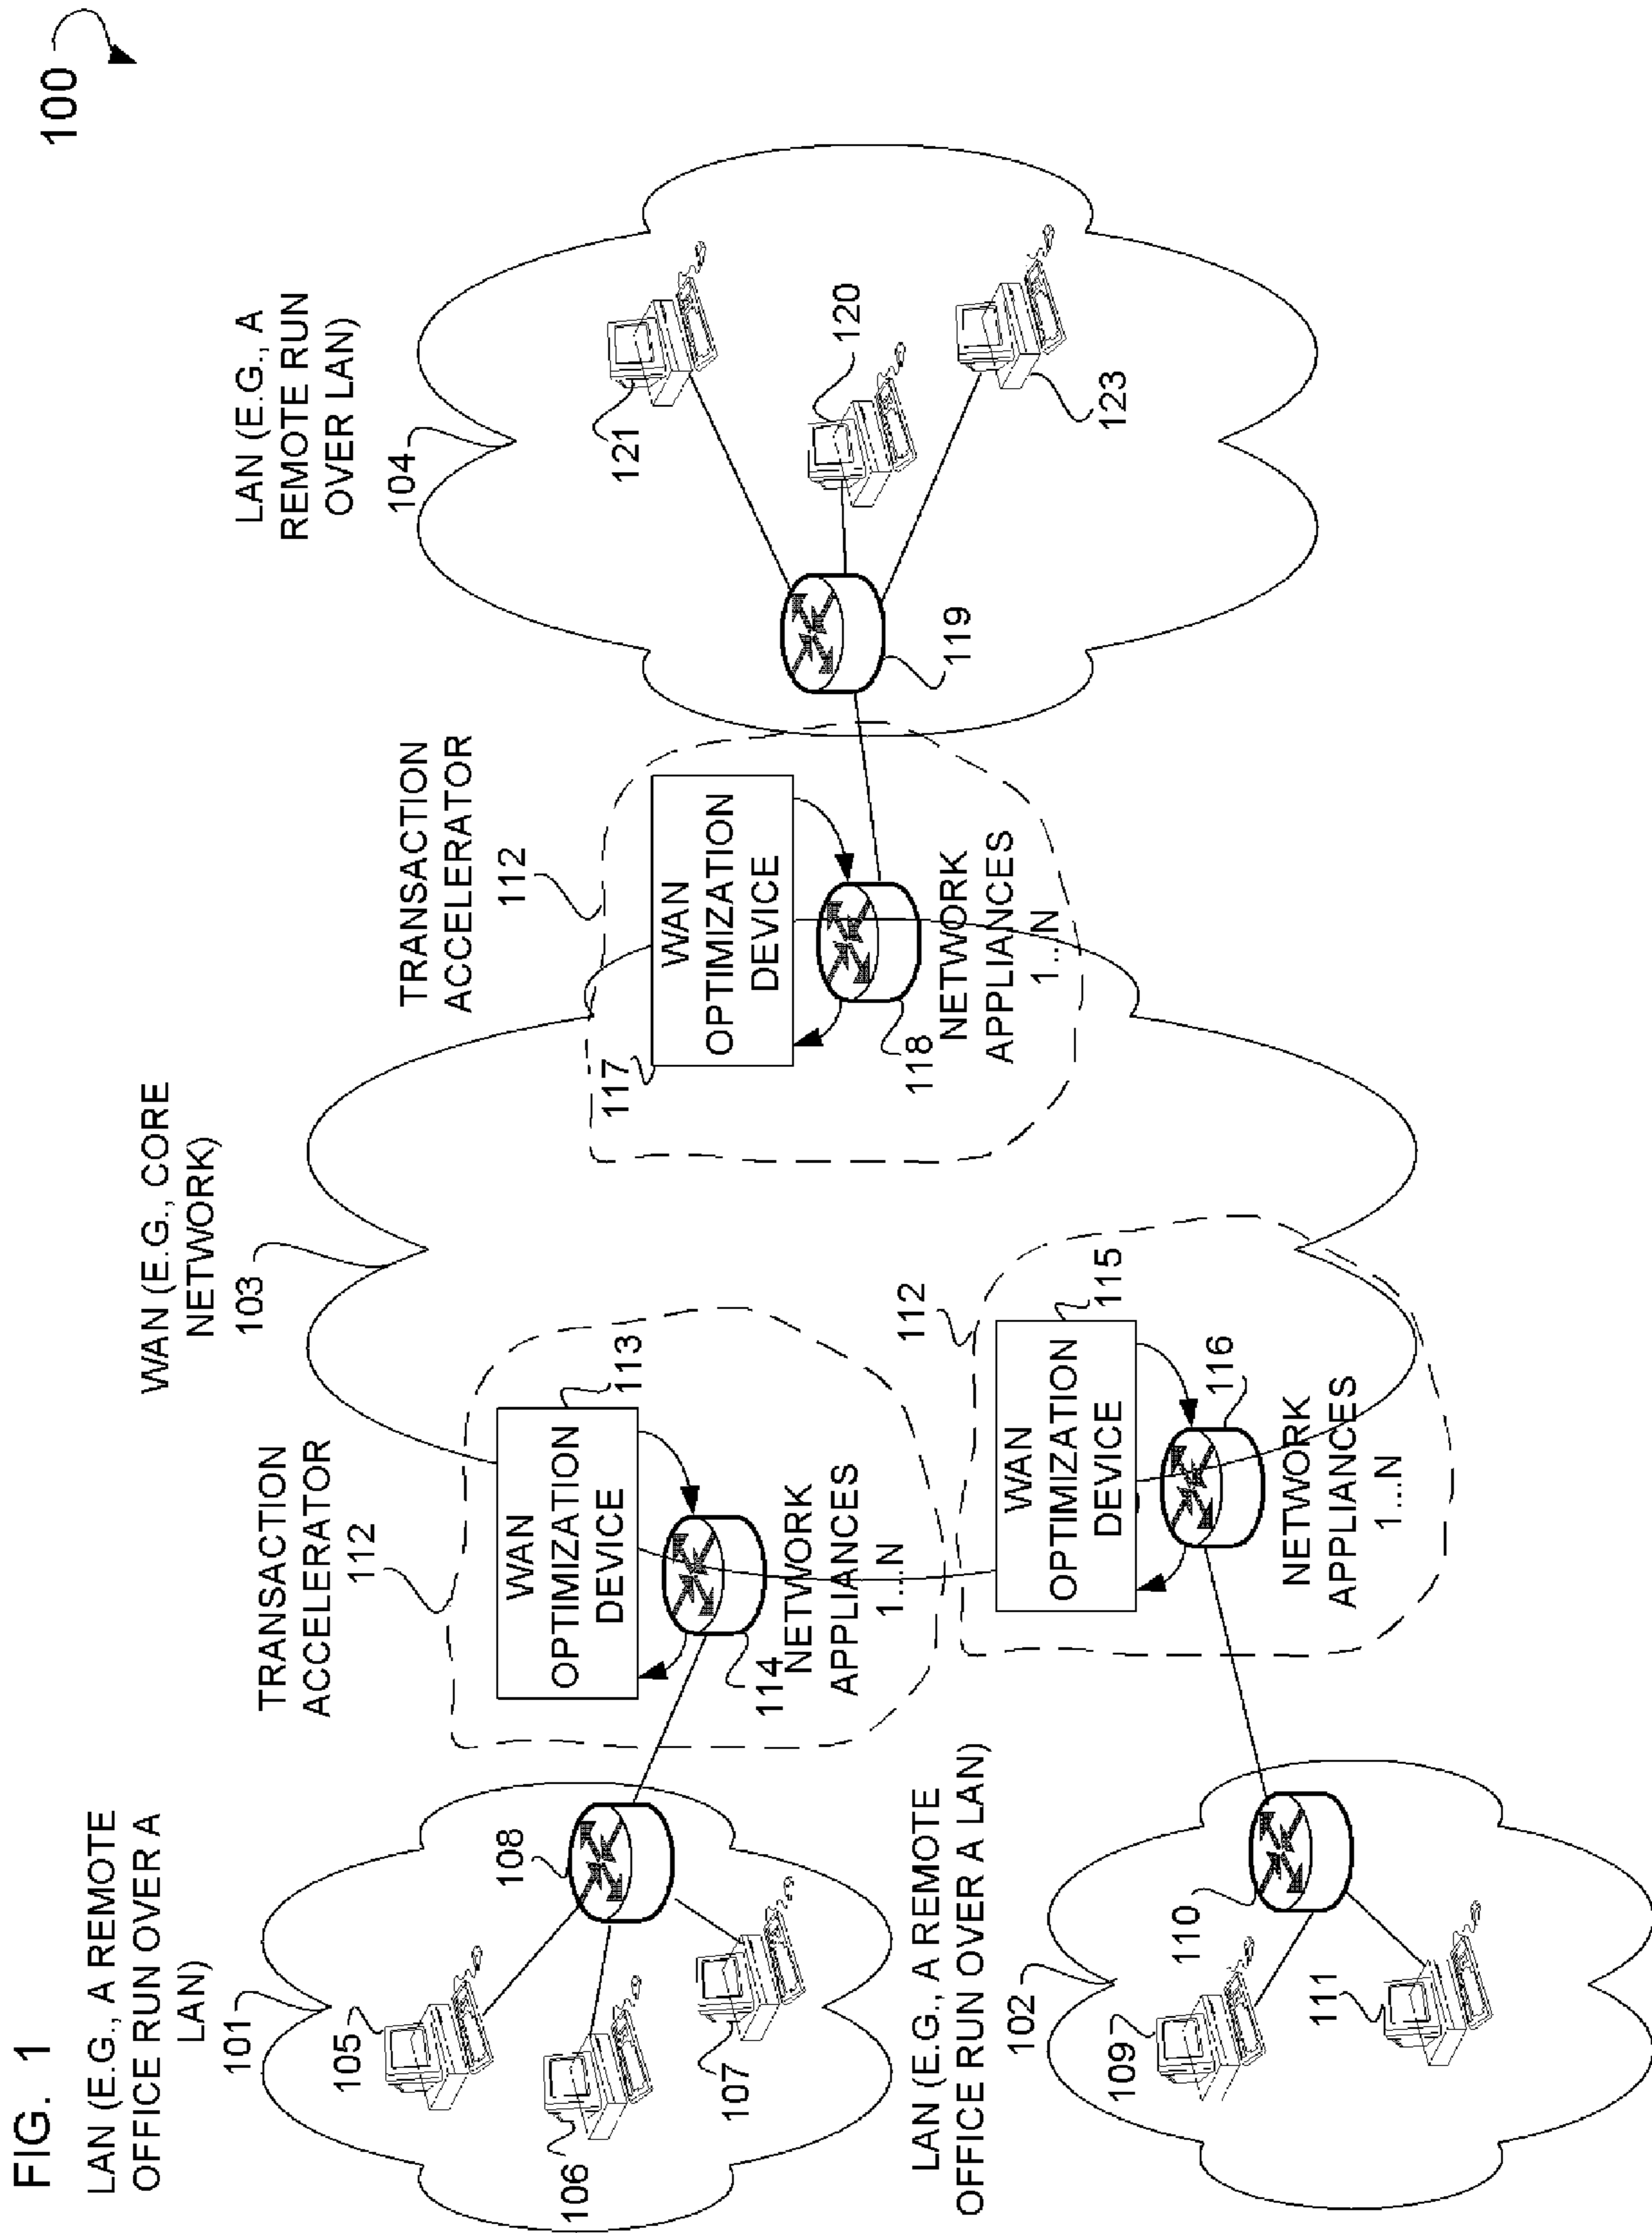 FIG. 1
100
LAN (E.G., A REMOTE
OFFICE RUN OVER A
LAN)
101
105
106
107
108
TRANSACTION
ACCELERATOR
112
WAN
OPTIMIZATION
DEVICE
113
114
NETWORK
APPLIANCES
1...N
WAN (E.G., CORE
NETWORK)
103
TRANSACTION
ACCELERATOR
112
WAN
OPTIMIZATION
DEVICE
117
118
NETWORK
APPLIANCES
1...N
LAN (E.G., A
REMOTE RUN
OVER LAN)
104
121
120
123
119
LAN (E.G., A REMOTE
OFFICE RUN OVER A LAN)
102
109
110
111
112
WAN
OPTIMIZATION
DEVICE
115
116
NETWORK
APPLIANCES
1...N